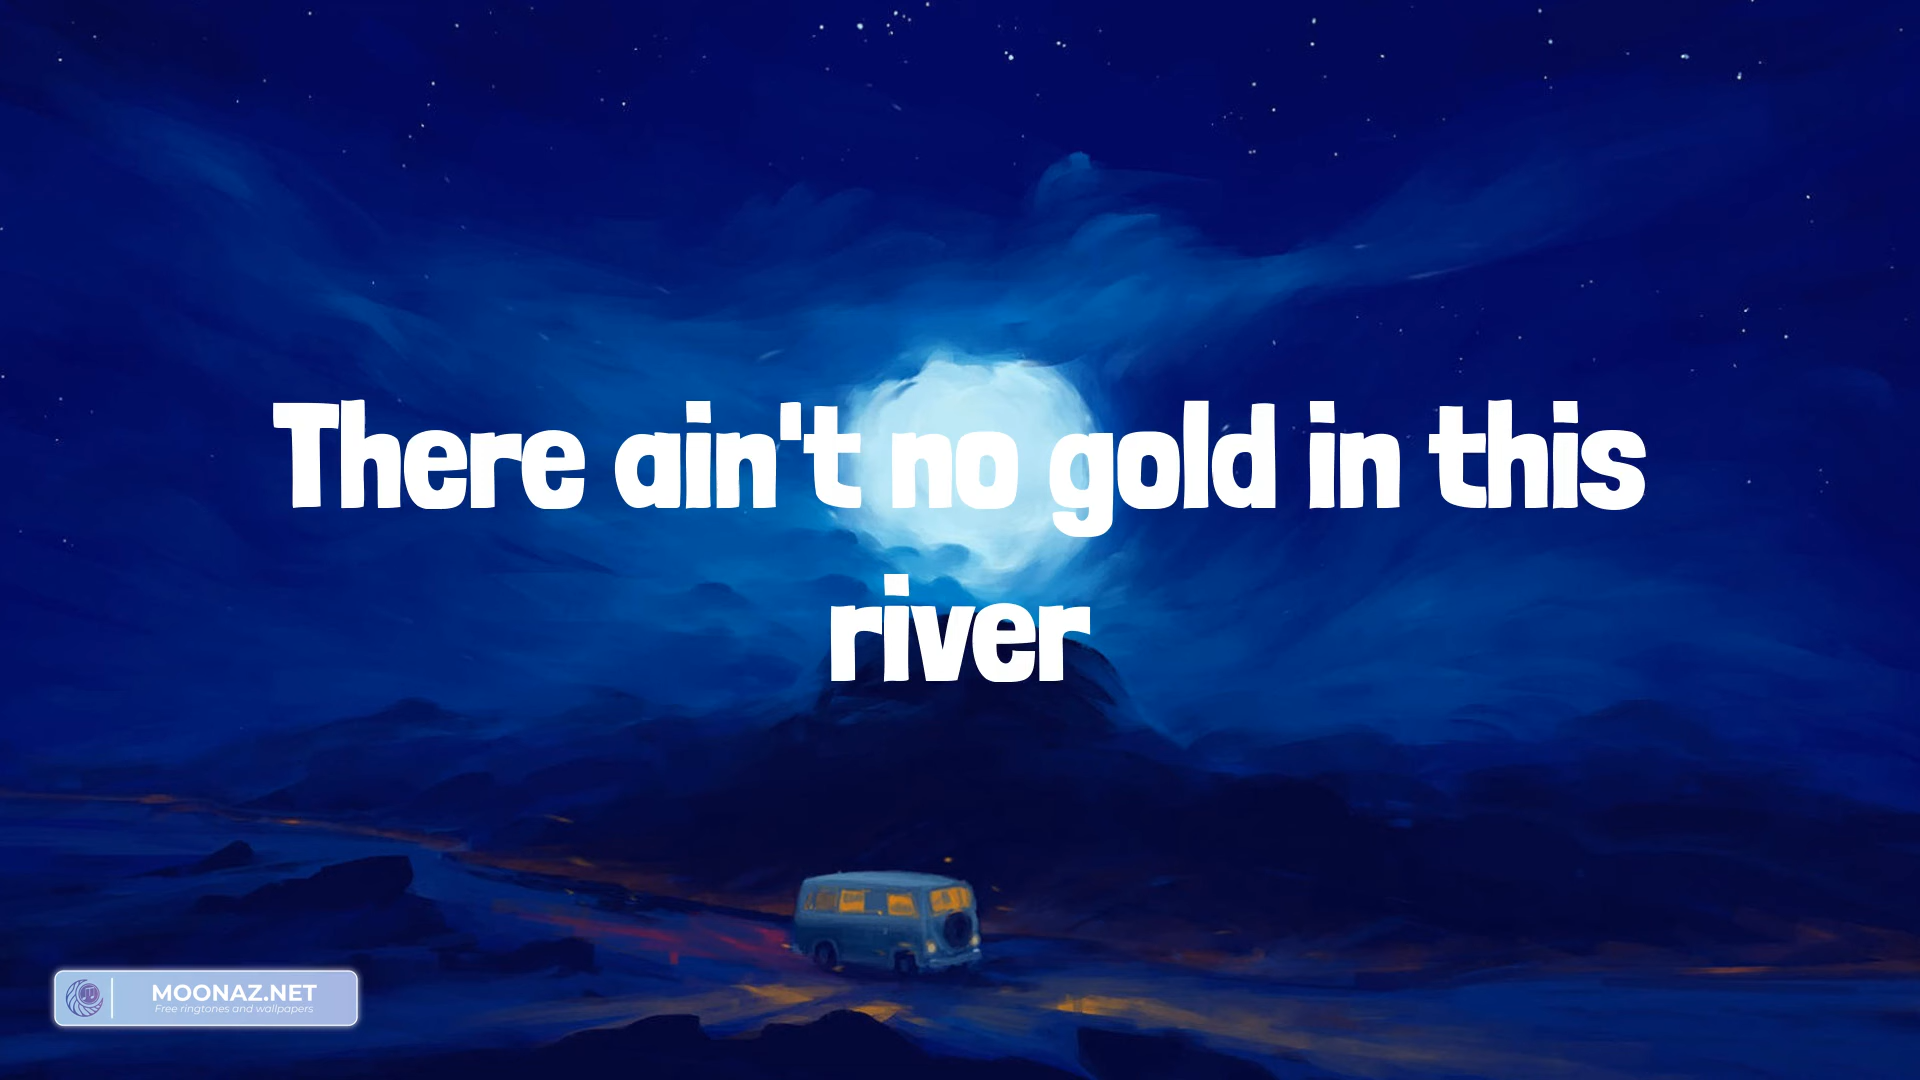 There ain't no gold in this
river
MOONAZ.NET
Free ringtones and wallpapers